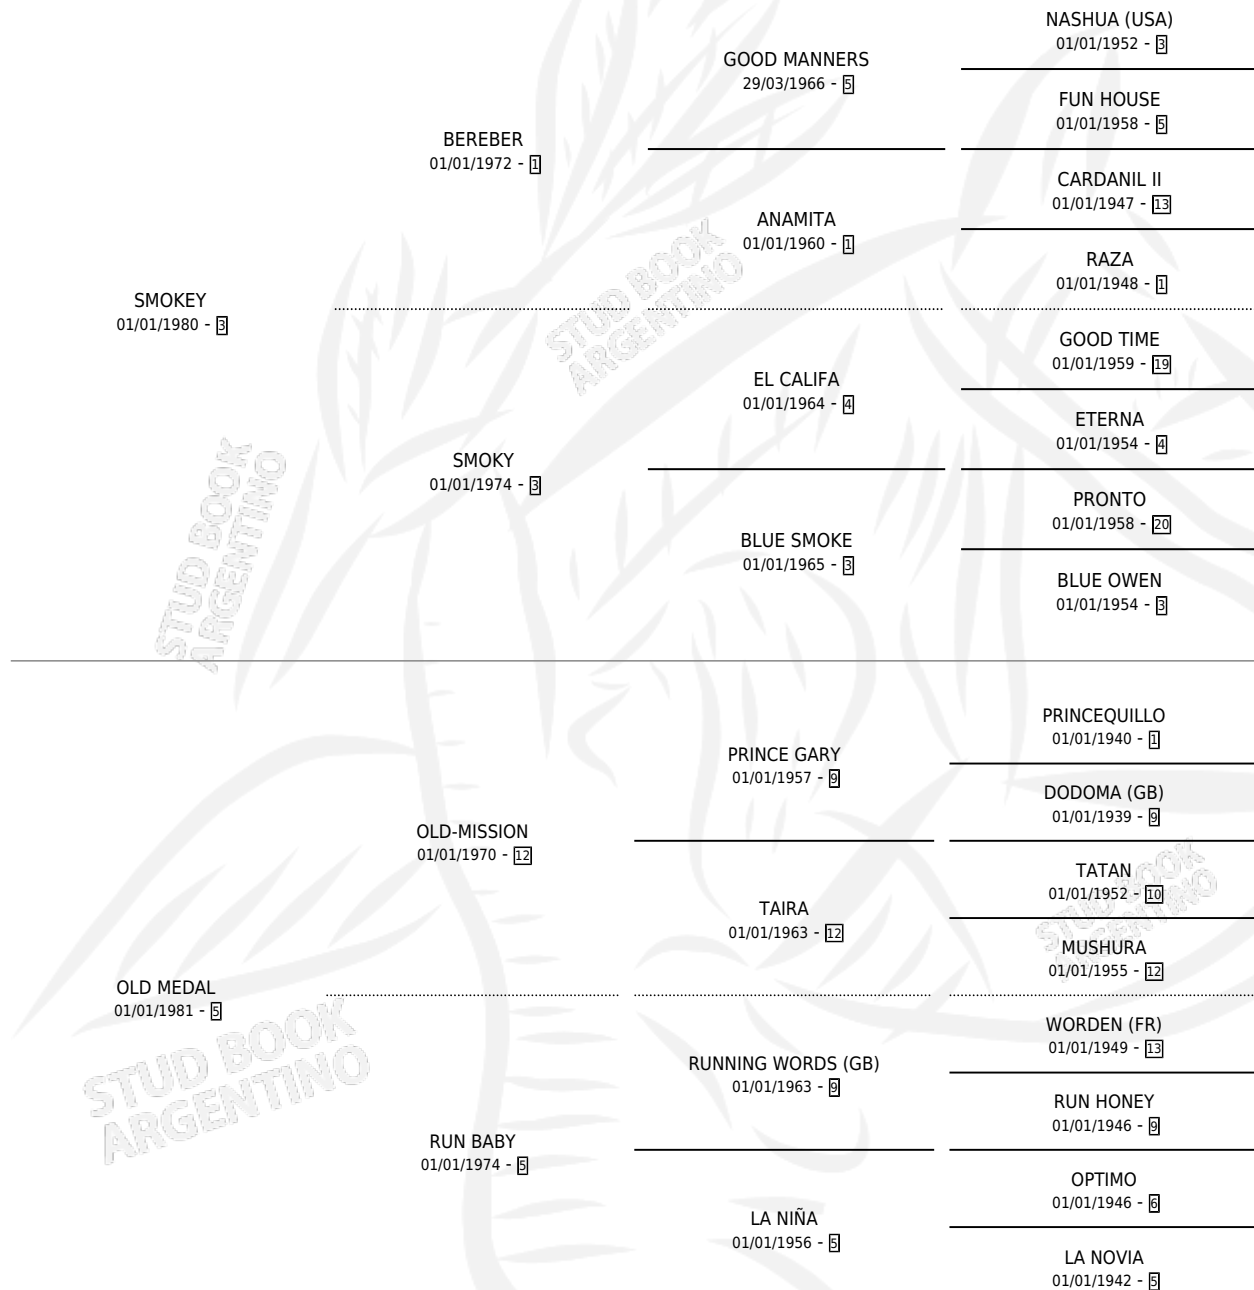 NASHUA (USA)
01/01/1952 - 3
GOOD MANNERS
29/03/1966 - 5
FUN HOUSE
01/01/1958 - 5
BEREBER
01/01/1972 - 1
CARDANIL II
01/01/1947 - 13
ANAMITA
01/01/1960 - 1
RAZA
01/01/1948 - 1
SMOKEY
01/01/1980 - 3
GOOD TIME
01/01/1959 - 19
EL CALIFA
01/01/1964 - 4
ETERNA
01/01/1954 - 4
SMOKY
01/01/1974 - 3
PRONTO
01/01/1958 - 20
BLUE SMOKE
01/01/1965 - 3
BLUE OWEN
01/01/1954 - 3
STUD BOOK
ARGENTINO
STUD BOOK
ARGENTINO
PRINCEQUILLO
01/01/1940 - 1
PRINCE GARY
01/01/1957 - 9
DODOMA (GB)
01/01/1939 - 9
OLD-MISSION
01/01/1970 - 12
TATAN
01/01/1952 - 10
TAIRA
01/01/1963 - 12
MUSHURA
01/01/1955 - 12
OLD MEDAL
01/01/1981 - 5
WORDEN (FR)
01/01/1949 - 13
RUNNING WORDS (GB)
01/01/1963 - 9
RUN HONEY
01/01/1946 - 9
RUN BABY
01/01/1974 - 5
OPTIMO
01/01/1946 - 6
LA NIÑA
01/01/1956 - 5
LA NOVIA
01/01/1942 - 5
STUD BOOK
ARGENTINO
STUD BOOK
ARGENTINO